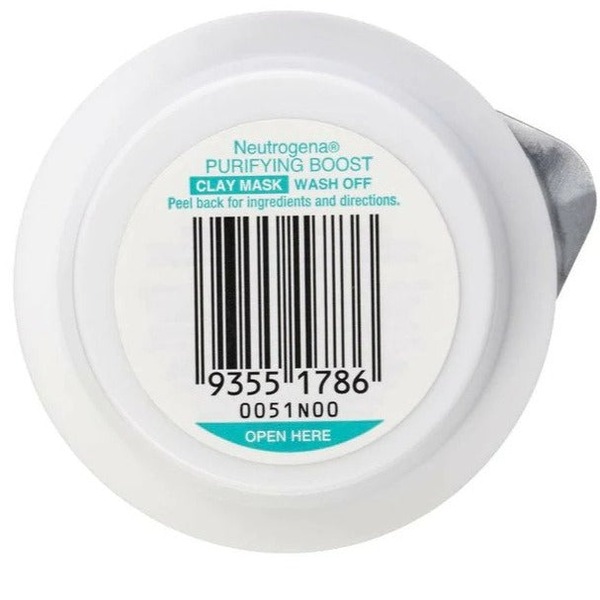 Neutrogena®
PURIFYING BOOST
CLAY MASK WASH OFF
Peel back for ingredients and directions.
9355 1786
0051N00
OPEN HERE